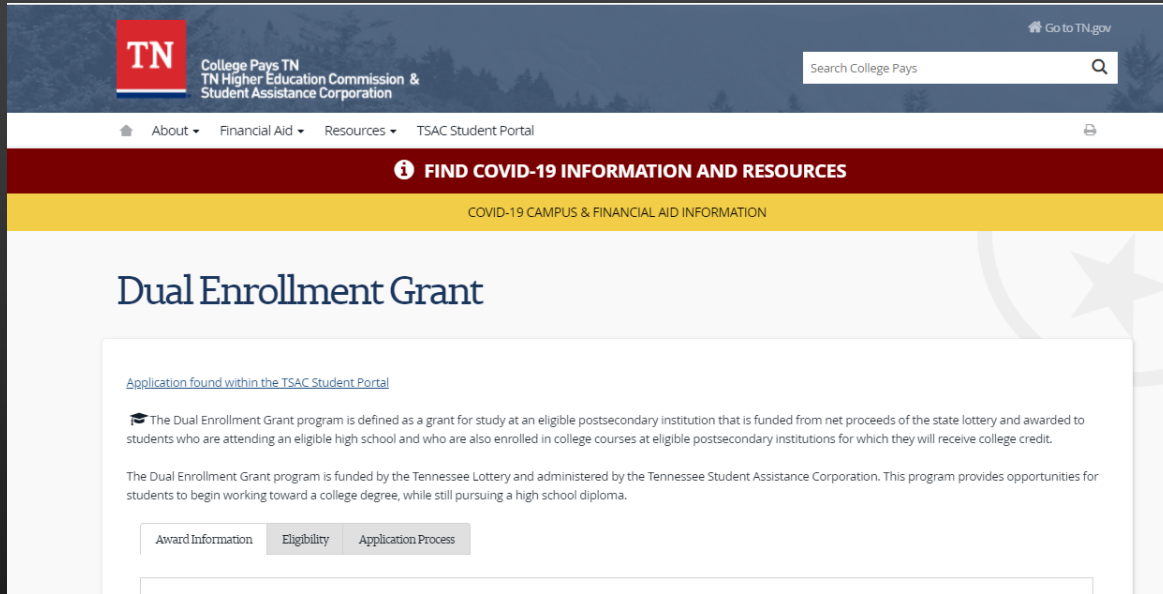 Go to TN.gov
TN
College Pays TN
TN Higher Education Commission &
Student Assistance Corporation
Search College Pays
About
Financial Aid
Resources
TSAC Student Portal
FIND COVID-19 INFORMATION AND RESOURCES
COVID-19 CAMPUS & FINANCIAL AID INFORMATION
Dual Enrollment Grant
Application found within the TSAC Student Portal
The Dual Enrollment Grant program is defined as a grant for study at an eligible postsecondary institution that is funded from net proceeds of the state lottery and awarded to
students who are attending an eligible high school and who are also enrolled in college courses at eligible postsecondary institutions for which they will receive college credit.
The Dual Enrollment Grant program is funded by the Tennessee Lottery and administered by the Tennessee Student Assistance Corporation. This program provides opportunities for
students to begin working toward a college degree, while still pursuing a high school diploma.
Award Information
Eligibility
Application Process